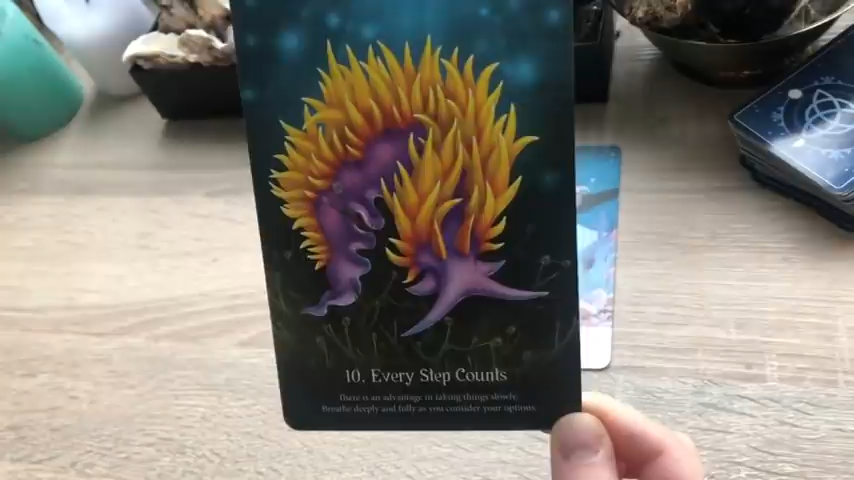 10. Every Step Counts
There is an advantage in taking things slowly.
Breathe deeply and fully as you consider your options.